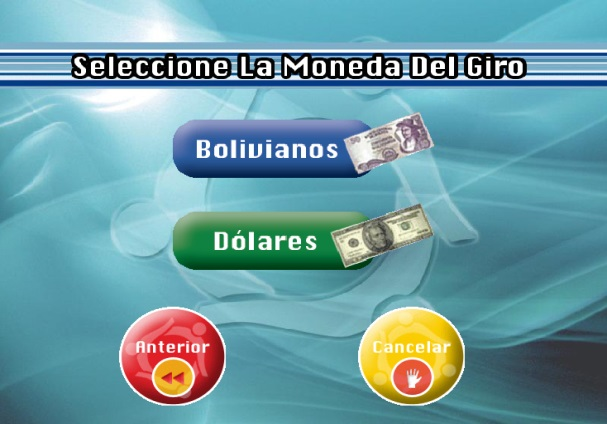 Seleccione La Moneda Del Giro
Bolivianos
Dólares
Anterior
Cancelar